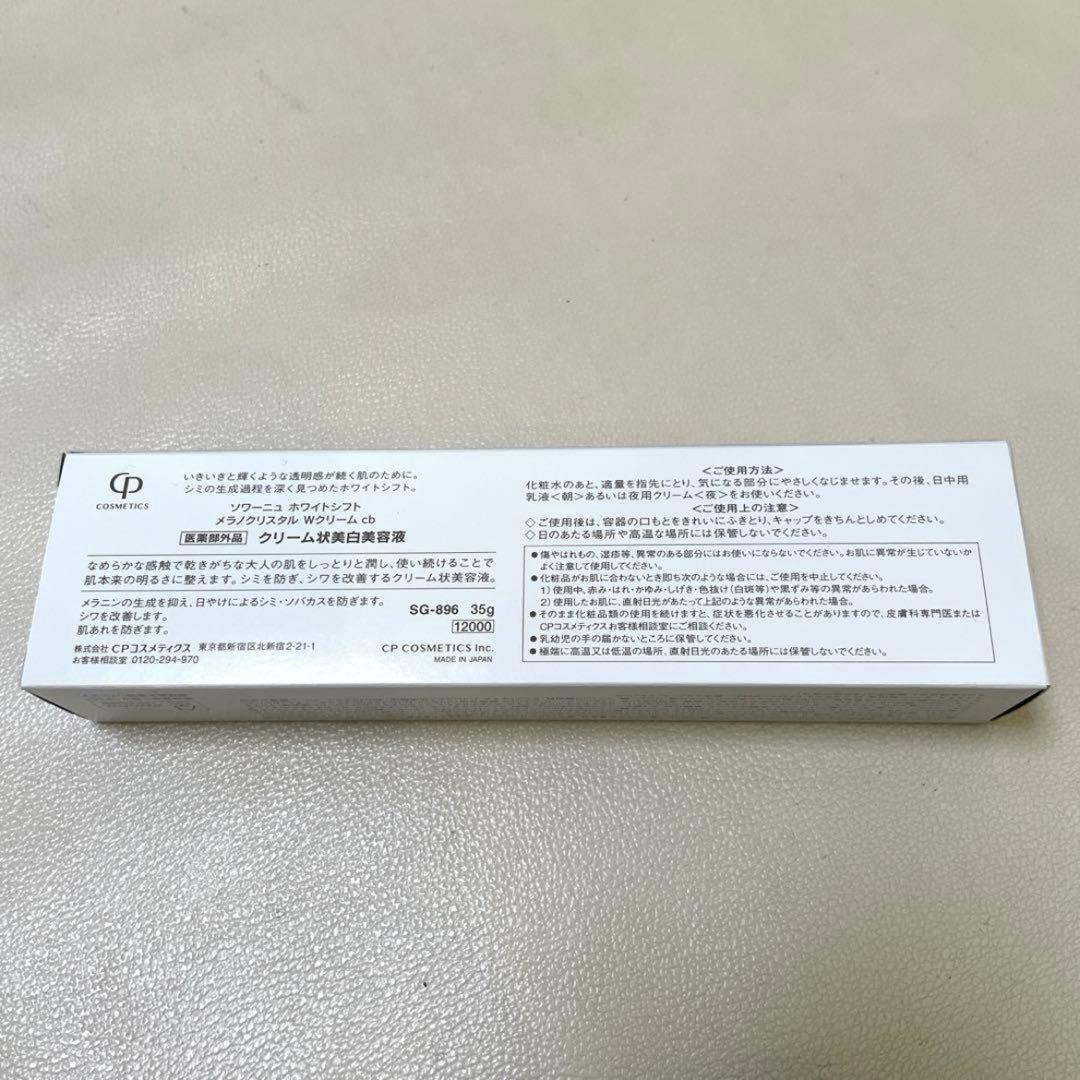 CP
COSMETICS
いきいきと輝くような透明感が続く肌のために。
シミの生成過程を深く見つめたホワイトシフト。
ソワーニュ ホワイトシフト
メラノクリスタル Wクリーム cb
医薬部外品 クリーム状美白美容液
なめらかな感触で乾きがちな大人の肌をしっとりと潤し、使い続けることで
肌本来の明るさに整えます。シミを防ぎ、シワを改善するクリーム状美容液。
メラニンの生成を抑え、日やけによるシミ・ソバカスを防ぎます。
シワを改善します。
肌あれを防ぎます。
SG-896 35g
12000
株式会社 CPコスメティクス 東京都新宿区北新宿2-21-1
お客様相談室 0120-294-970
CP COSMETICS Inc.
MADE IN JAPAN
<ご使用方法>
化粧水のあと、適量を指先にとり、気になる部分にやさしくなじませます。その後、日中用
乳液<朝>あるいは夜用クリーム<夜>をお使いください。
<ご使用上の注意>
◇ご使用後は、容器の口もとをきれいにふきとり、キャップをきちんとしめてください。
◇日のあたる場所や高温な場所には保管しないでください。
●傷やはれもの、湿疹等、異常のある部分にはお使いにならないでください。お肌に異常が生じていないか
よく注意して使用してください。
●化粧品がお肌に合わないとき即ち次のような場合には、ご使用を中止してください。
1) 使用中、赤み・はれ・かゆみ・しげき・色抜け(白斑等)や黒ずみ等の異常があらわれた場合。
2) 使用したお肌に、直射日光があたって上記のような異常があらわれた場合。
●そのまま化粧品類の使用を続けますと、症状を悪化させることがありますので、皮膚科専門医または
CPコスメティクスお客様相談室にご相談ください。
●乳幼児の手の届かないところに保管してください。
●極端に高温又は低温の場所、直射日光のあたる場所には保管しないでください。